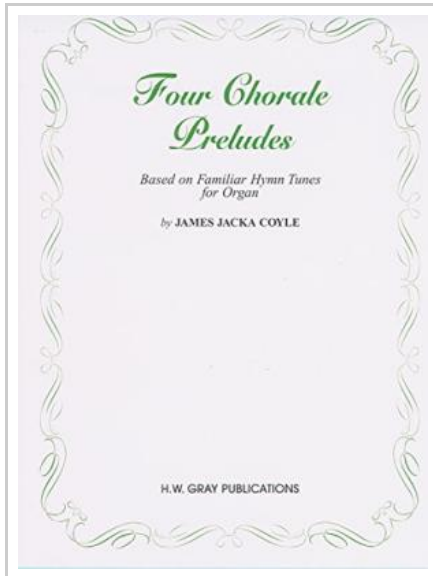 Four Chorale
Preludes
Based on Familiar Hymn Tunes
for Organ
by JAMES JACKA COYLE
H.W. GRAY PUBLICATIONS